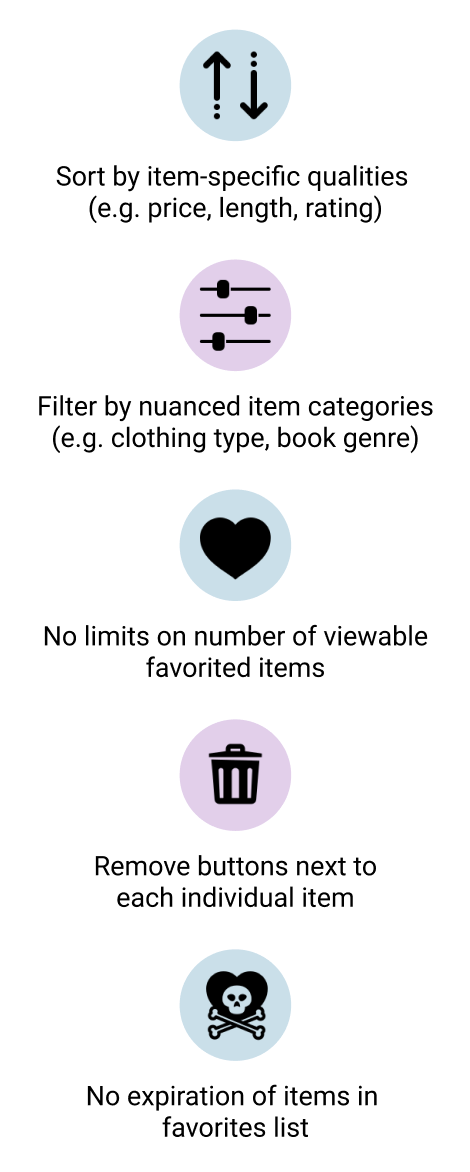 Sort by item-specific qualities
(e.g. price, length, rating)
Filter by nuanced item categories
(e.g. clothing type, book genre)
No limits on number of viewable
favorited items
Remove buttons next to
each individual item
No expiration of items in
favorites list